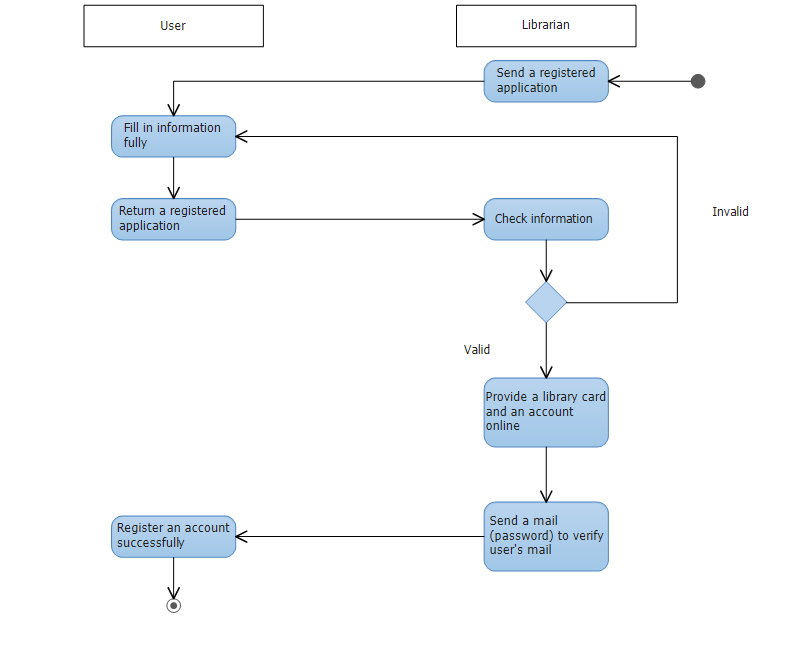 User
Librarian
Send a registered
application
Fill in information
fully
Return a registered
application
Check information
Invalid
Valid
Provide a library card
and an account
online
Send a mail
(password) to verify
user's mail
Register an account
successfully